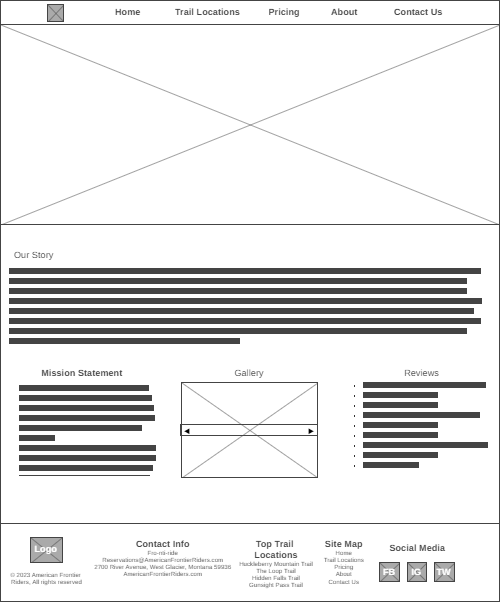 Home Trail Locations Pricing About Contact Us
Our Story
Mission Statement
Gallery
Reviews
Logo
© 2023 American Frontier
Riders, All rights reserved
Contact Info
Fro-nti-ride
Reservations@AmericanFrontierRiders.com
2700 River Avenue, West Glacier, Montana 59936
AmericanFrontierRiders.com
Top Trail
Locations
Huckleberry Mountain Trail
The Loop Trail
Hidden Falls Trail
Gunsight Pass Trail
Site Map
Home
Trail Locations
Pricing
About
Contact Us
Social Media
FB IG TW